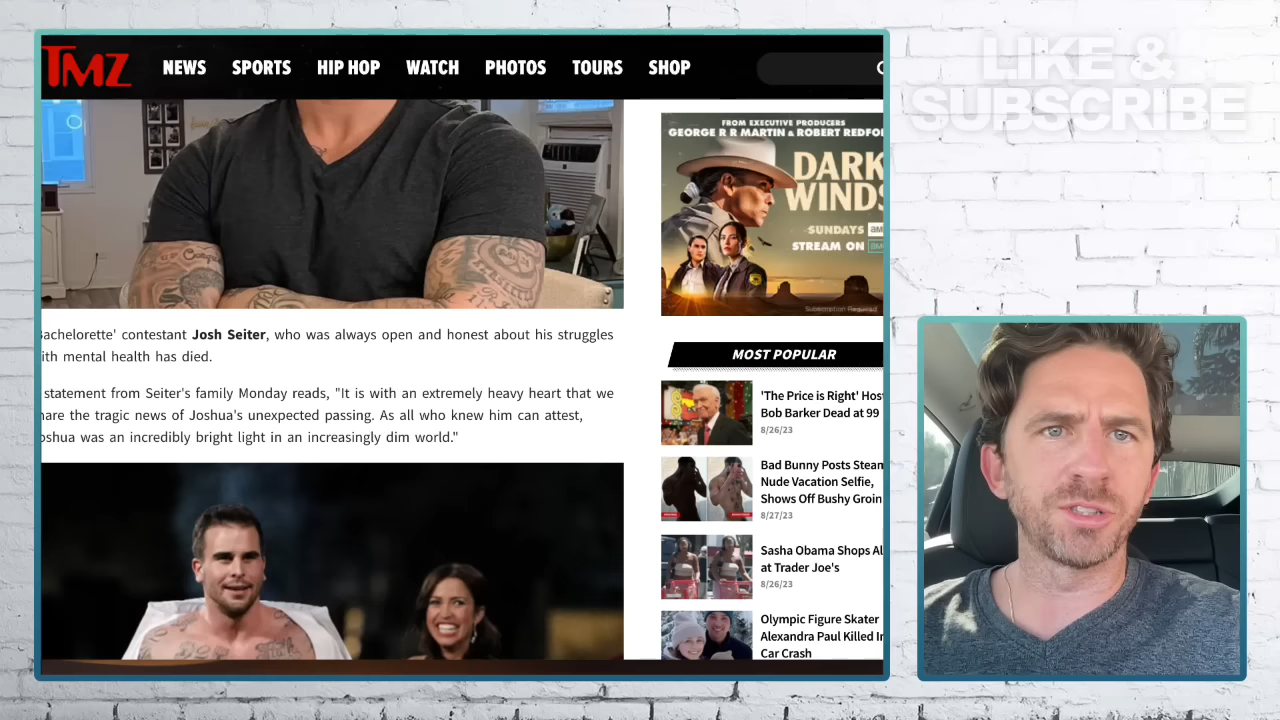 TMZ
NEWS SPORTS HIP HOP WATCH PHOTOS TOURS SHOP
LIKE &
SUBSCRIBE
FROM EXECUTIVE PRODUCERS
GEORGE R R MARTIN & ROBERT REDFOR
DARK
WINDS
SUNDAYS
STREAM ON
Subscription Required
achelorette' contestant Josh Seiter, who was always open and honest about his struggles
ith mental health has died.
statement from Seiter's family Monday reads, "It is with an extremely heavy heart that we
are the tragic news of Joshua's unexpected passing. As all who knew him can attest,
oshua was an incredibly bright light in an increasingly dim world."
MOST POPULAR
'The Price is Right' Hos
Bob Barker Dead at 99
8/26/23
Bad Bunny Posts Steam
Nude Vacation Selfie,
Shows Off Bushy Groin
8/27/23
Sasha Obama Shops Al
at Trader Joe's
8/26/23
Olympic Figure Skater
Alexandra Paul Killed In
Car Crash